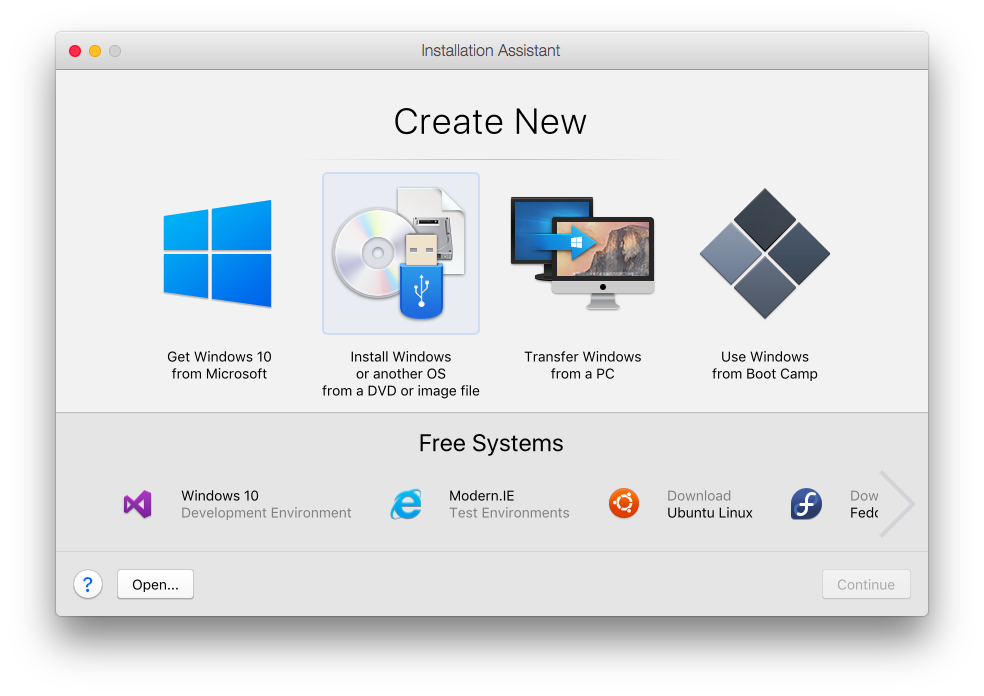 Installation Assistant
Create New
Get Windows 10
from Microsoft
Install Windows
or another OS
from a DVD or image file
Transfer Windows
from a PC
Use Windows
from Boot Camp
Free Systems
Windows 10
Development Environment
Modern.IE
Test Environments
Download
Ubuntu Linux
Dow
Fedo
?
Open...
Continue